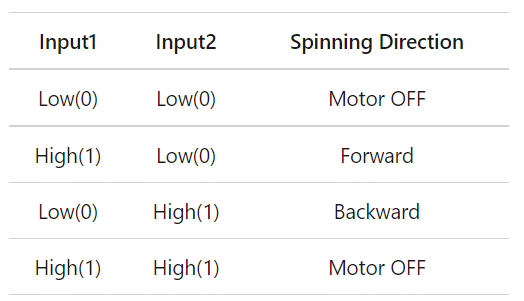 Input1 Input2 Spinning Direction
Low(0) Low(0) Motor OFF
High(1) Low(0) Forward
Low(0) High(1) Backward
High(1) High(1) Motor OFF